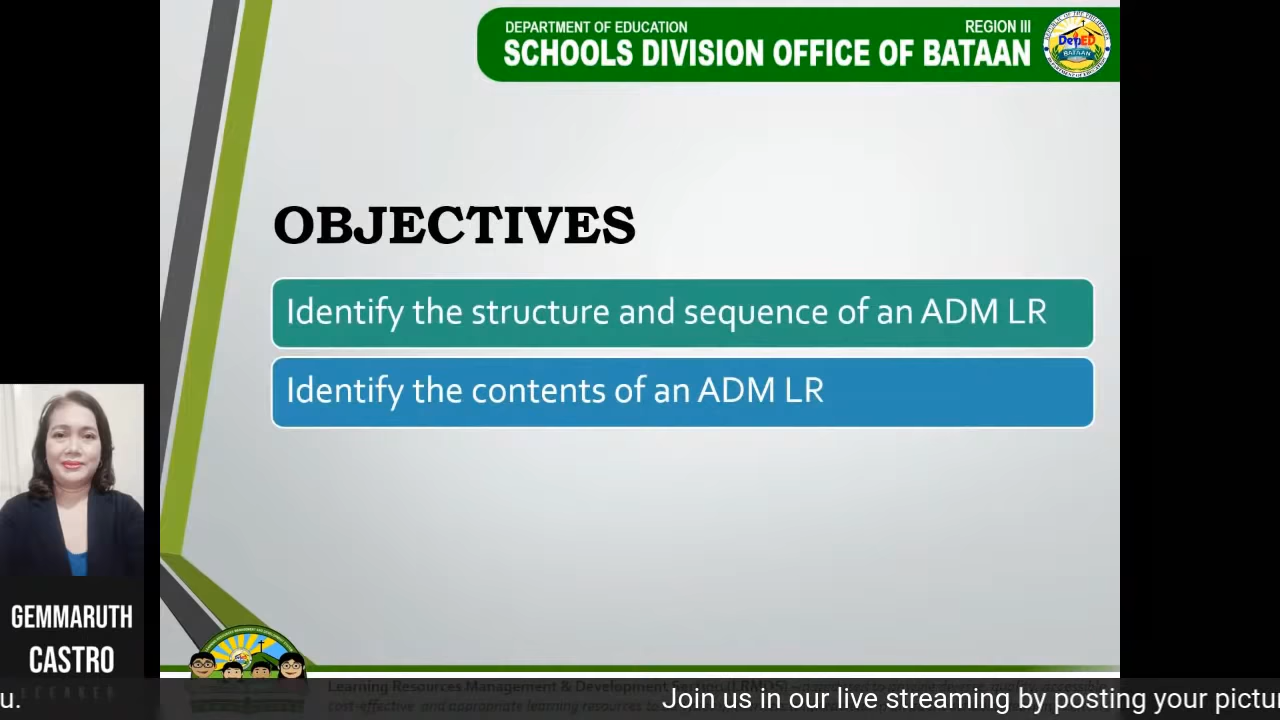 DEPARTMENT OF EDUCATION
REGION III
SCHOOLS DIVISION OFFICE OF BATAAN
DepED
BATAAN
OBJECTIVES
Identify the structure and sequence of an ADM LR
Identify the contents of an ADM LR
GEMMARUTH
CASTRO
Learning Resources Management & Development
cost-effective and appropriate learning resources
u.
Join us in our live streaming by posting your pictu